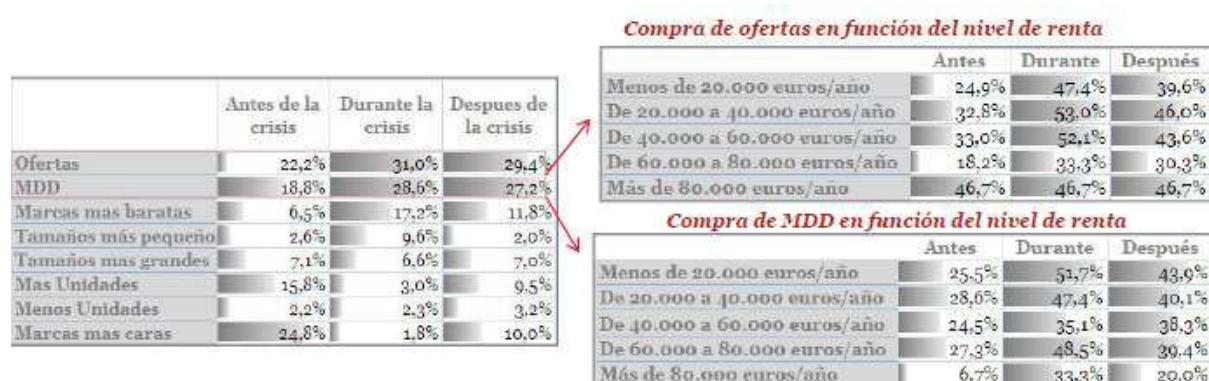 Antes de la crisis Durante la crisis Despues de la crisis
Ofertas 22,2% 31,0% 29,4%
MDD 18,8% 28,6% 27,2%
Marcas mas baratas 6,5% 17,2% 11,8%
Tamaños más pequeño 2,6% 9,6% 2,0%
Tamaños mas grandes 7,1% 6,6% 7,0%
Mas Unidades 15,8% 3,0% 9,5%
Menos Unidades 2,2% 2,3% 3,2%
Marcas mas caras 24,8% 1,8% 10,0%
Compra de ofertas en función del nivel de renta
Antes Durante Después
Menos de 20.000 euros/año 24,9% 47,4% 39,6%
De 20.000 a 40.000 euros/año 32,8% 53,0% 46,0%
De 40.000 a 60.000 euros/año 33,0% 52,1% 43,6%
De 60.000 a 80.000 euros/año 18,2% 33,3% 30,3%
Más de 80.000 euros/año 46,7% 46,7% 46,7%
Compra de MDD en función del nivel de renta
Antes Durante Después
Menos de 20.000 euros/año 25,5% 51,7% 43,9%
De 20.000 a 40.000 euros/año 28,6% 47,4% 40,1%
De 40.000 a 60.000 euros/año 24,5% 35,1% 38,3%
De 60.000 a 80.000 euros/año 27,3% 48,5% 39,4%
Más de 80.000 euros/año 6,7% 33,3% 20,0%